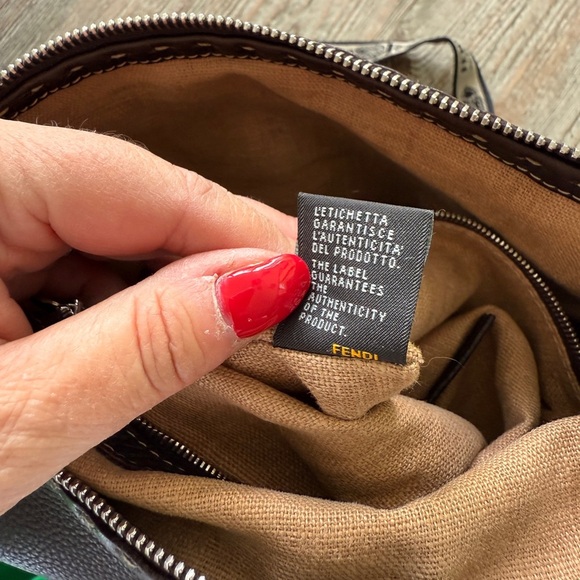 L'ETICHETTA
GARANTISCE
L'AUTENTICITA'
DEL PRODOTTO.
THE LABEL
GUARANTEES
THE
AUTHENTICITY
OF THE
PRODUCT.
FENDI